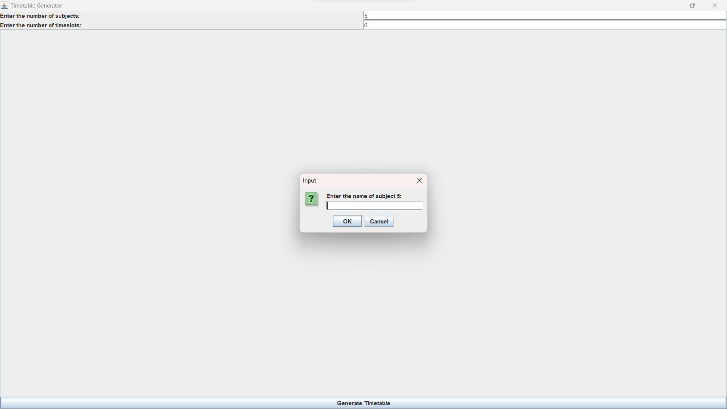 Timetable Generator
Enter the number of subjects: 5
Enter the number of timeslots: 6
Input
?
Enter the name of subject 5:
OK Cancel
Generate Timetable